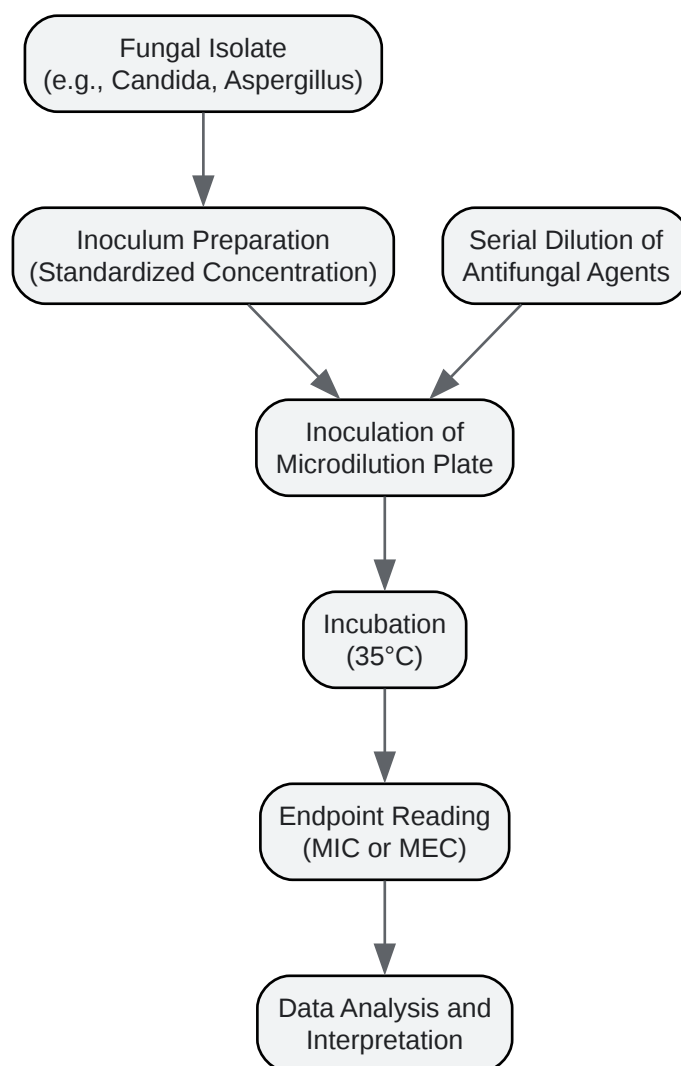 Fungal Isolate
(e.g., Candida, Aspergillus)
Inoculum Preparation
(Standardized Concentration)
Serial Dilution of
Antifungal Agents
Inoculation of
Microdilution Plate
Incubation
(35°C)
Endpoint Reading
(MIC or MEC)
Data Analysis and
Interpretation